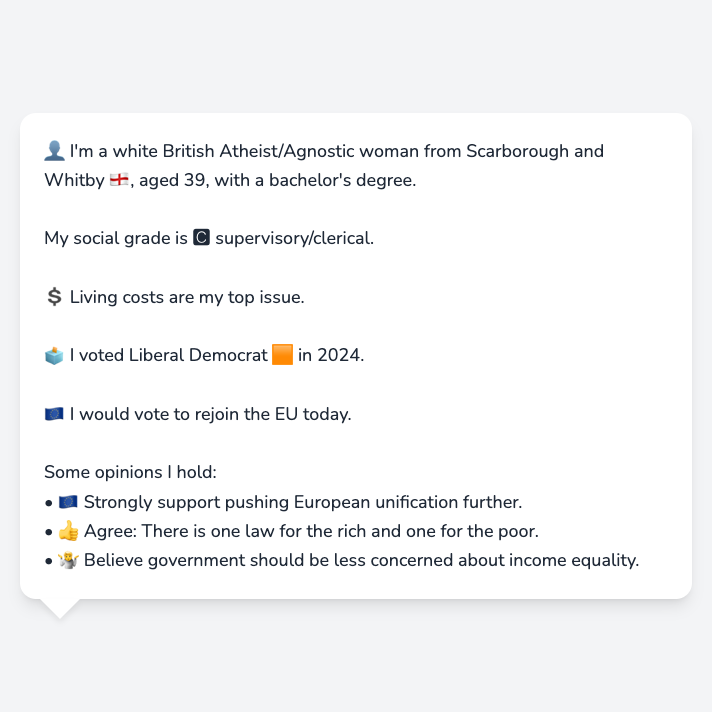 👤 I'm a white British Atheist/Agnostic woman from Scarborough and
Whitby 🏴󠁧󠁢󠁥󠁮󠁧󠁿, aged 39, with a bachelor's degree.
My social grade is 🅲 supervisory/clerical.
💲 Living costs are my top issue.
🗳️ I voted Liberal Democrat 🟧 in 2024.
🇪🇺 I would vote to rejoin the EU today.
Some opinions I hold:
• 🇪🇺 Strongly support pushing European unification further.
• 👍 Agree: There is one law for the rich and one for the poor.
• 🤷‍♀️ Believe government should be less concerned about income equality.